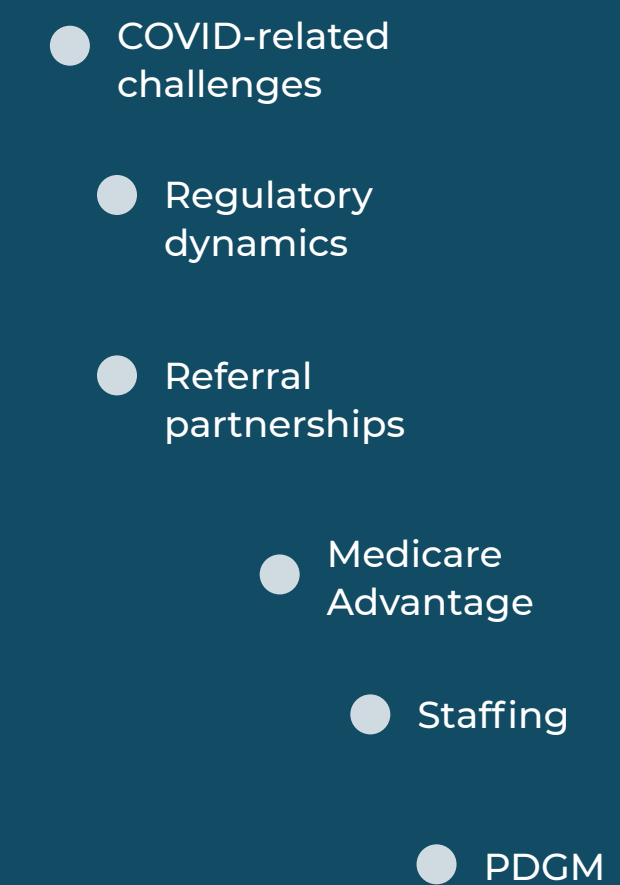 COVID-related
challenges
Regulatory
dynamics
Referral
partnerships
Medicare
Advantage
Staffing
PDGM